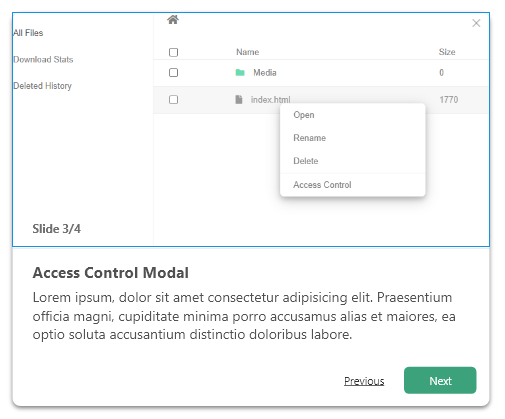 All Files
Download Stats
Deleted History
Name Size
Media 0
index.html 1770
Open
Rename
Delete
Access Control
Slide 3/4
Access Control Modal
Lorem ipsum, dolor sit amet consectetur adipisicing elit. Praesentium
officia magni, cupiditate minima porro accusamus alias et maiores, ea
optio soluta accusantium distinctio doloribus labore.
Previous Next